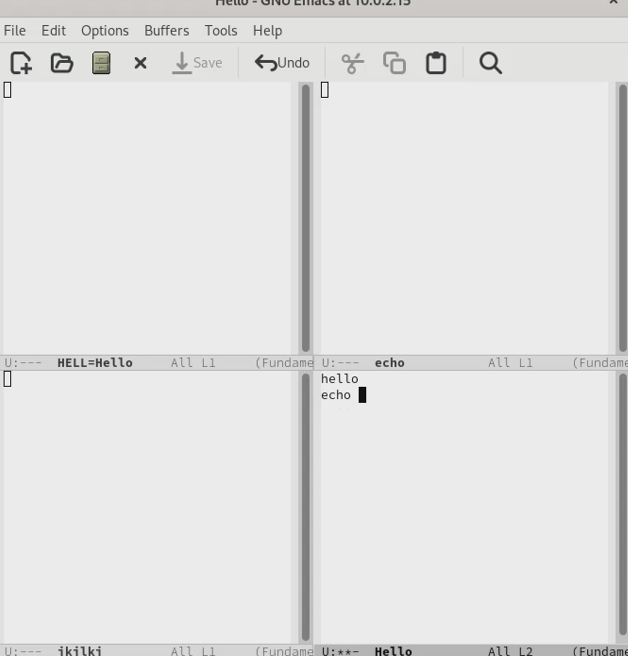 Hello - GNU Emacs at 10.0.2.15
File Edit Options Buffers Tools Help
Save Undo
U:--- HELL=Hello All L1 (Fundame
U:--- echo All L1 (Fundame
hello
echo
U:--- jkjlkj All L1 (Fundame
U:**- Hello All L2 (Fundame